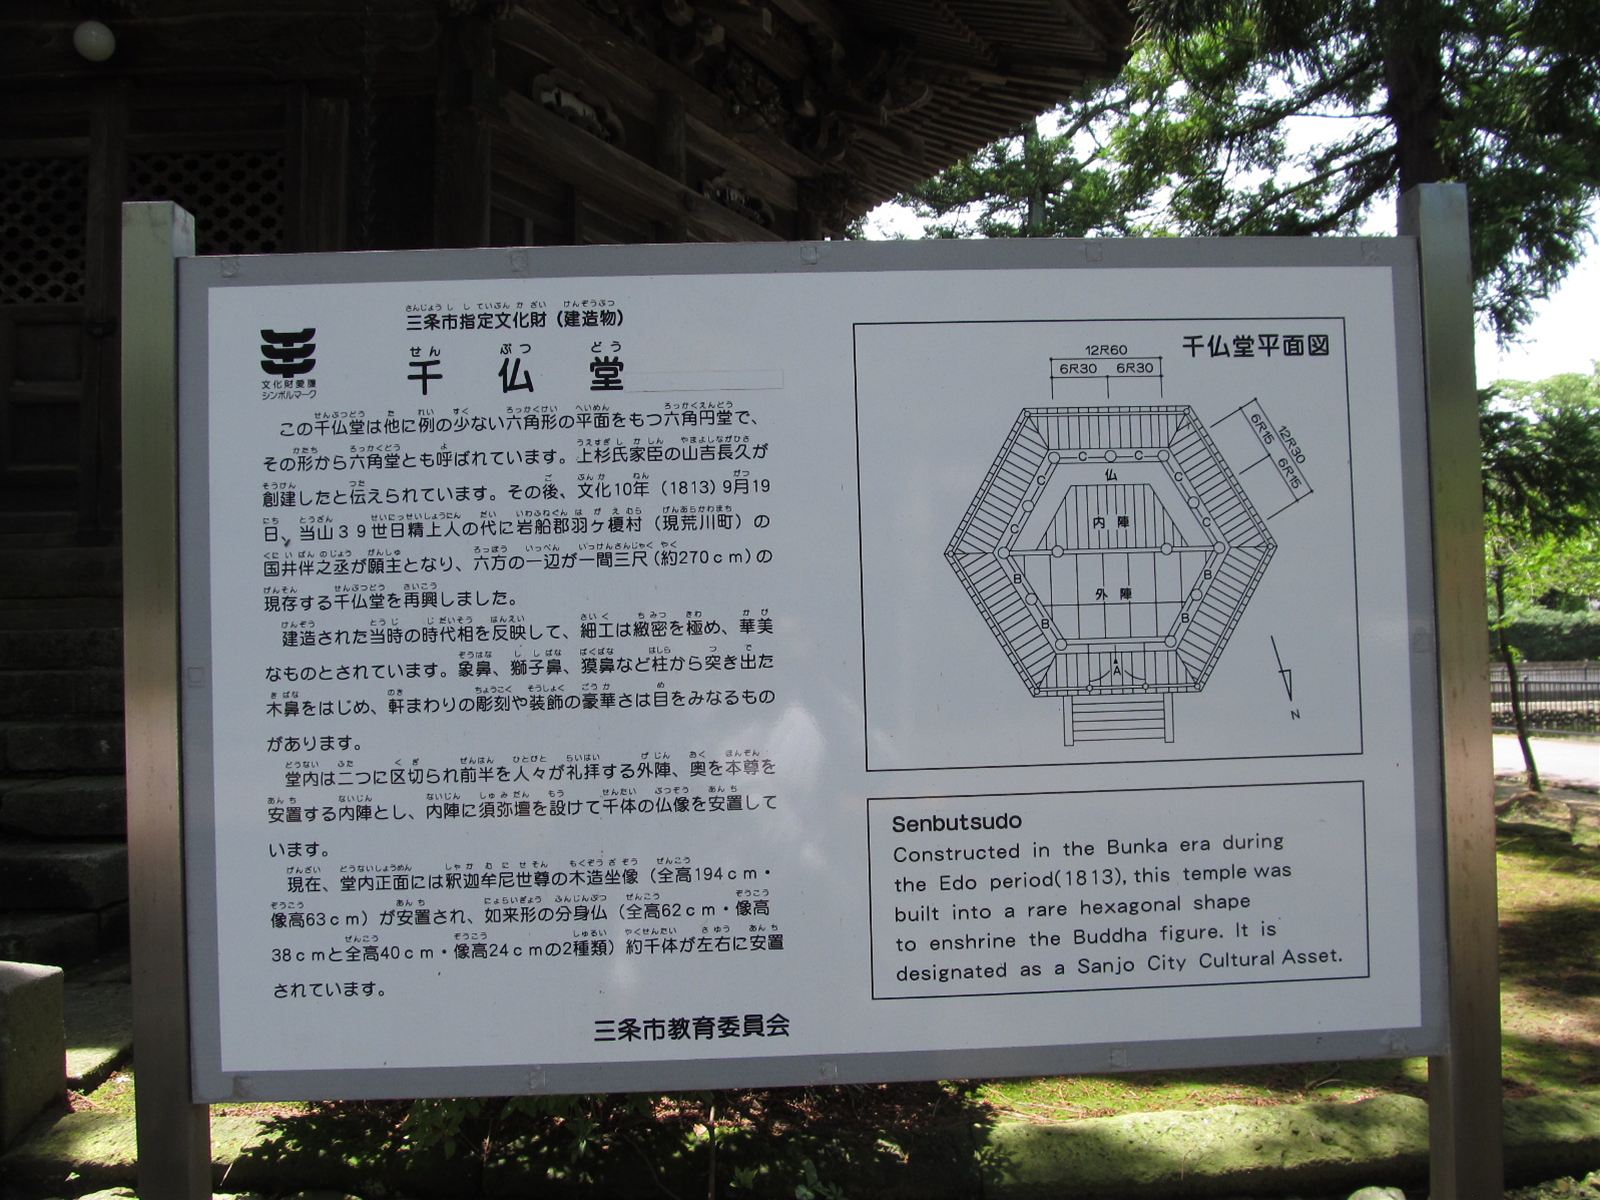 三条市指定文化財（建造物）
千仏堂
文化財愛護
シンボルマーク
この千仏堂は他に例の少ない六角形の平面をもつ六角円堂で、
その形から六角堂とも呼ばれています。上杉氏家臣の山吉長久が
創建したと伝えられています。その後、文化10年（1813）9月19
日、当山３９世日精上人の代に岩船郡羽ヶ榎村（現荒川町）の
国井伴之丞が願主となり、六方の一辺が一間三尺（約270ｃｍ）の
現存する千仏堂を再興しました。
建造された当時の時代相を反映して、細工は緻密を極め、華美
なものとされています。象鼻、獅子鼻、獏鼻など柱から突き出た
木鼻をはじめ、軒まわりの彫刻や装飾の豪華さは目をみなるもの
があります。
堂内は二つに区切られ前半を人々が礼拝する外陣、奥を本尊を
安置する内陣とし、内陣に須弥壇を設けて千体の仏像を安置して
います。
現在、堂内正面には釈迦牟尼世尊の木造坐像（全高194ｃｍ・
像高63ｃｍ）が安置され、如来形の分身仏（全高62ｃｍ・像高
38ｃｍと全高40ｃｍ・像高24ｃｍの2種類）約千体が左右に安置
されています。
三条市教育委員会
千仏堂平面図
12R60
6R30 6R30
6R15
12R30
6R15
C C
C C
仏
C C
内陣
外陣
B B
B B
A
N
Senbutsudo
Constructed in the Bunka era during
the Edo period(1813), this temple was
built into a rare hexagonal shape
to enshrine the Buddha figure. It is
designated as a Sanjo City Cultural Asset.